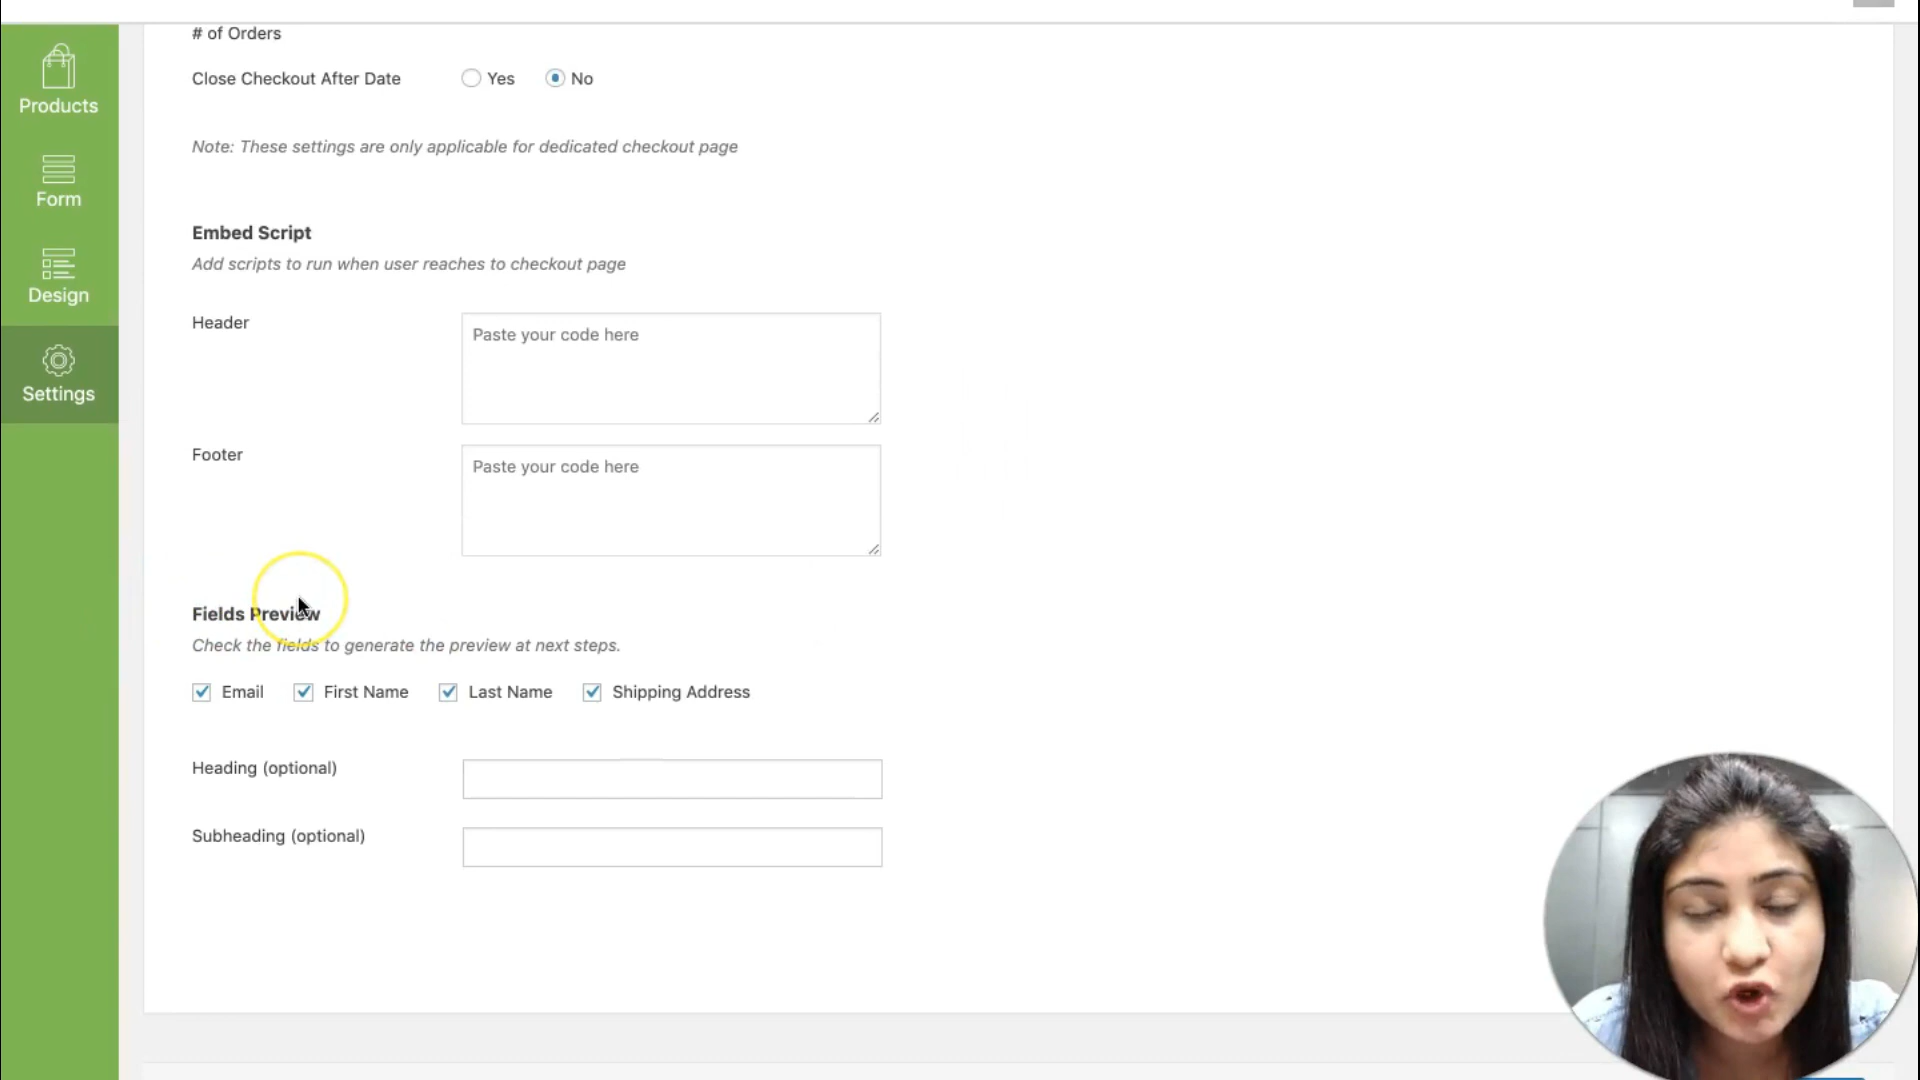 # of Orders
Close Checkout After Date Yes No
Note: These settings are only applicable for dedicated checkout page
Products
Form
Design
Settings
Embed Script
Add scripts to run when user reaches to checkout page
Header Paste your code here
Footer Paste your code here
Fields Preview
Check the fields to generate the preview at next steps.
Email First Name Last Name Shipping Address
Heading (optional)
Subheading (optional)